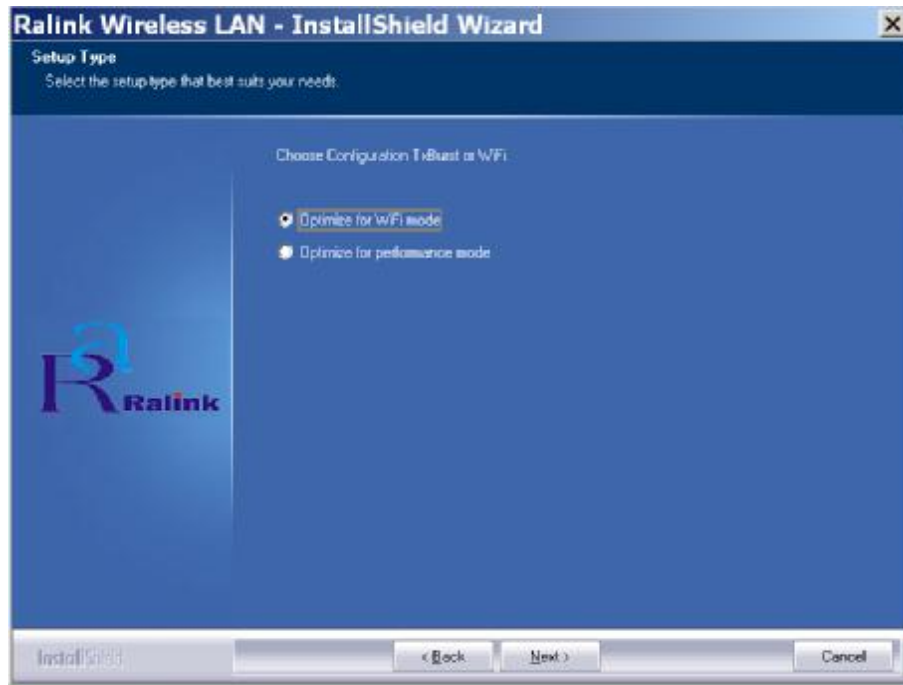 Ralink Wireless LAN - InstallShield Wizard
Setup Type
Select the setup type that best suits your needs.
Choose Configuration TxBurst or WiFi.
Optimize for WiFi mode
Optimize for performance mode
Ralink
InstallShield
< Back
Next >
Cancel